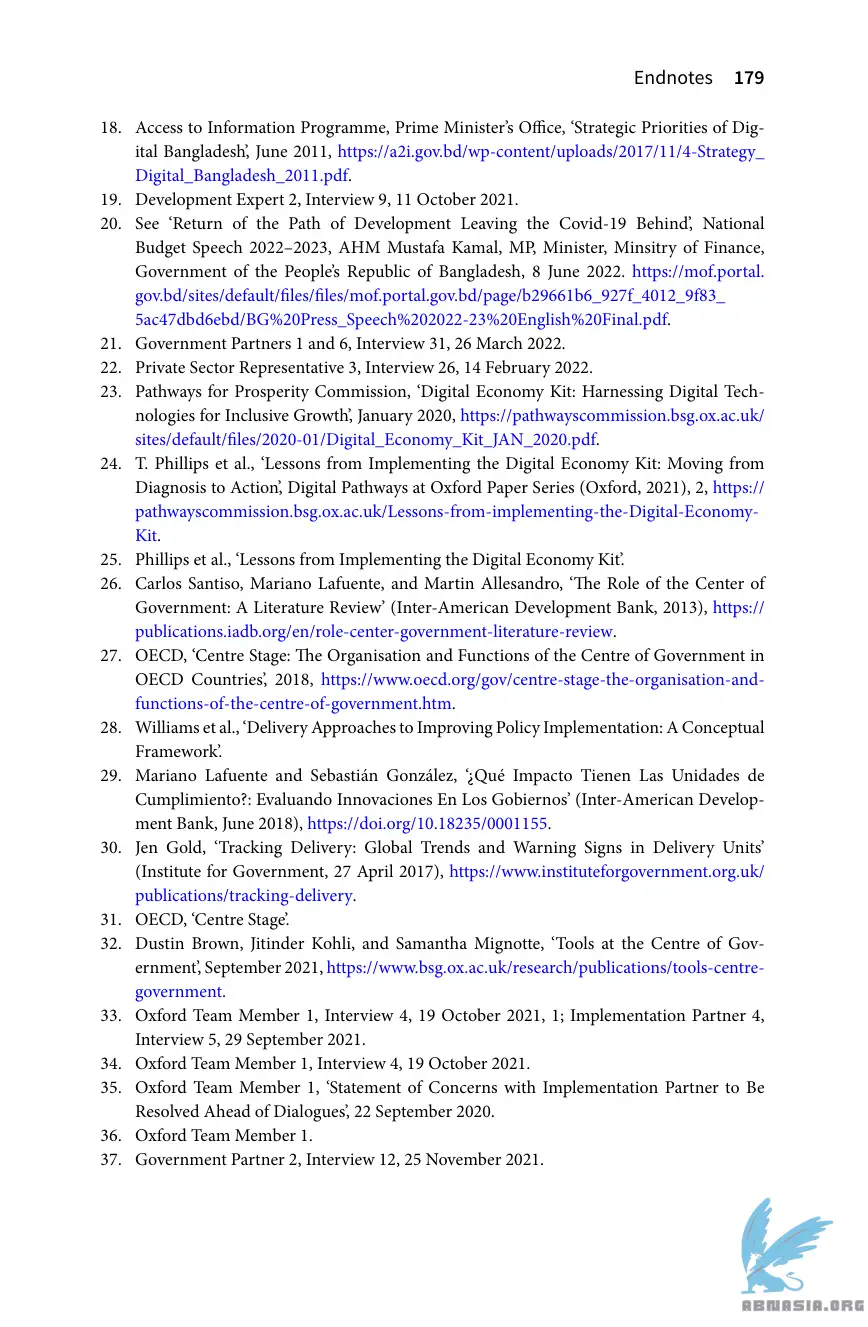 Endnotes 179
18. Access to Information Programme, Prime Minister’s Office, ‘Strategic Priorities of Dig-
ital Bangladesh’, June 2011, https://a2i.gov.bd/wp-content/uploads/2017/11/4-Strategy_
Digital_Bangladesh_2011.pdf.
19. Development Expert 2, Interview 9, 11 October 2021.
20. See ‘Return of the Path of Development Leaving the Covid-19 Behind’, National
Budget Speech 2022–2023, AHM Mustafa Kamal, MP, Minister, Minsitry of Finance,
Government of the People’s Republic of Bangladesh, 8 June 2022. https://mof.portal.
gov.bd/sites/default/files/files/mof.portal.gov.bd/page/b29661b6_927f_4012_9f83_
5ac47dbd6ebd/BG%20Press_Speech%202022-23%20English%20Final.pdf.
21. Government Partners 1 and 6, Interview 31, 26 March 2022.
22. Private Sector Representative 3, Interview 26, 14 February 2022.
23. Pathways for Prosperity Commission, ‘Digital Economy Kit: Harnessing Digital Tech-
nologies for Inclusive Growth’, January 2020, https://pathwayscommission.bsg.ox.ac.uk/
sites/default/files/2020-01/Digital_Economy_Kit_JAN_2020.pdf.
24. T. Phillips et al., ‘Lessons from Implementing the Digital Economy Kit: Moving from
Diagnosis to Action’, Digital Pathways at Oxford Paper Series (Oxford, 2021), 2, https://
pathwayscommission.bsg.ox.ac.uk/Lessons-from-implementing-the-Digital-Economy-
Kit.
25. Phillips et al., ‘Lessons from Implementing the Digital Economy Kit’.
26. Carlos Santiso, Mariano Lafuente, and Martin Allesandro, ‘The Role of the Center of
Government: A Literature Review’ (Inter-American Development Bank, 2013), https://
publications.iadb.org/en/role-center-government-literature-review.
27. OECD, ‘Centre Stage: The Organisation and Functions of the Centre of Government in
OECD Countries’, 2018, https://www.oecd.org/gov/centre-stage-the-organisation-and-
functions-of-the-centre-of-government.htm.
28. Williams et al., ‘Delivery Approaches to Improving Policy Implementation: A Conceptual
Framework’.
29. Mariano Lafuente and Sebastián González, ‘¿Qué Impacto Tienen Las Unidades de
Cumplimiento?: Evaluando Innovaciones En Los Gobiernos’ (Inter-American Develop-
ment Bank, June 2018), https://doi.org/10.18235/0001155.
30. Jen Gold, ‘Tracking Delivery: Global Trends and Warning Signs in Delivery Units’
(Institute for Government, 27 April 2017), https://www.instituteforgovernment.org.uk/
publications/tracking-delivery.
31. OECD, ‘Centre Stage’.
32. Dustin Brown, Jitinder Kohli, and Samantha Mignotte, ‘Tools at the Centre of Gov-
ernment’, September 2021, https://www.bsg.ox.ac.uk/research/publications/tools-centre-
government.
33. Oxford Team Member 1, Interview 4, 19 October 2021, 1; Implementation Partner 4,
Interview 5, 29 September 2021.
34. Oxford Team Member 1, Interview 4, 19 October 2021.
35. Oxford Team Member 1, ‘Statement of Concerns with Implementation Partner to Be
Resolved Ahead of Dialogues’, 22 September 2020.
36. Oxford Team Member 1.
37. Government Partner 2, Interview 12, 25 November 2021.
ABNASIA.ORG